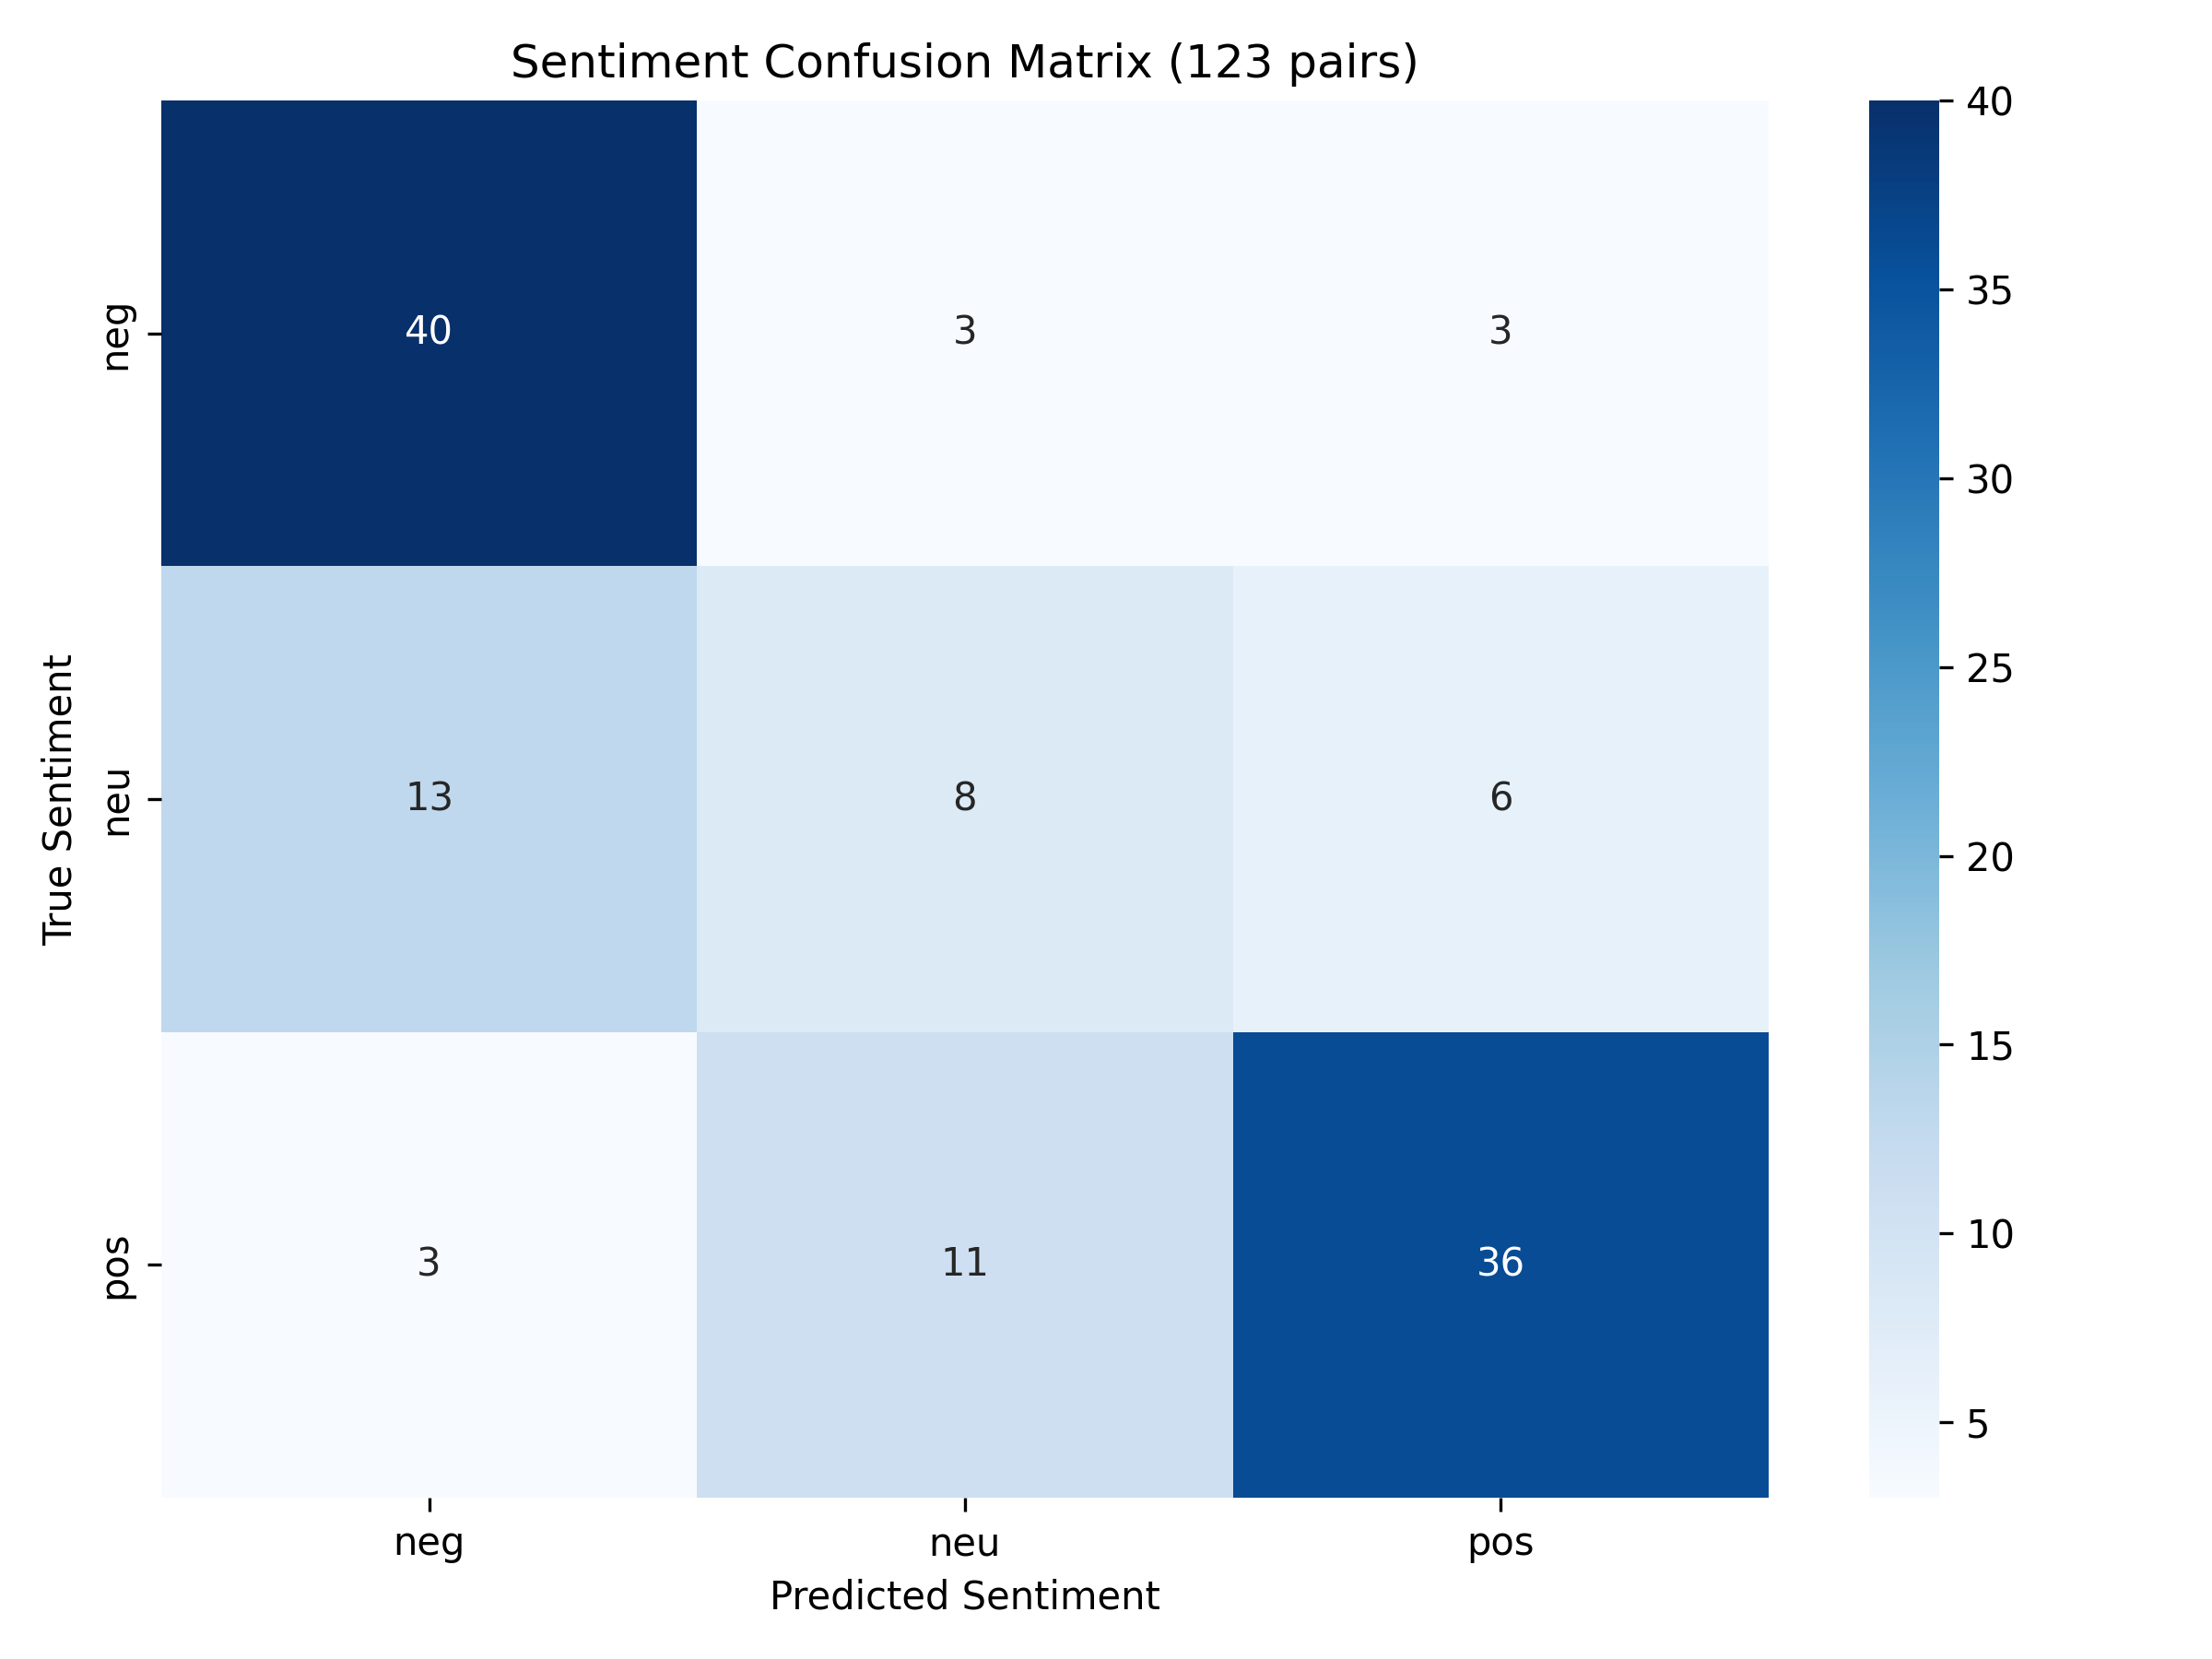 Sentiment Confusion Matrix (123 pairs)
True Sentiment
neg
40
3
3
neu
13
8
6
pos
3
11
36
neg
neu
pos
Predicted Sentiment
40
35
30
25
20
15
10
5